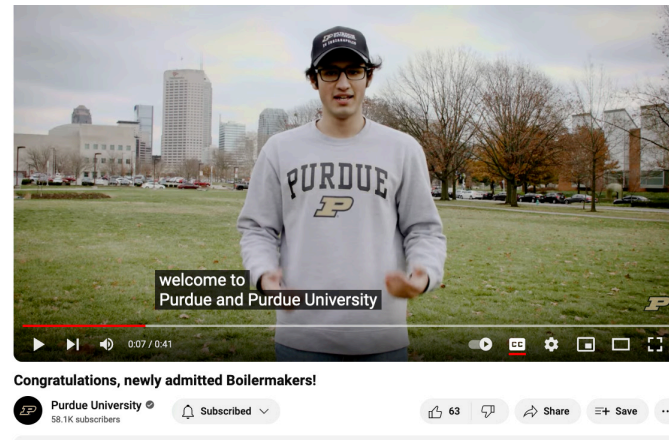 PURDUE
P
welcome to
Purdue and Purdue University
P
0:07 / 0:41
CC
Congratulations, newly admitted Boilermakers!
P
Purdue University
58.1K subscribers
Subscribed
63
Share
Save